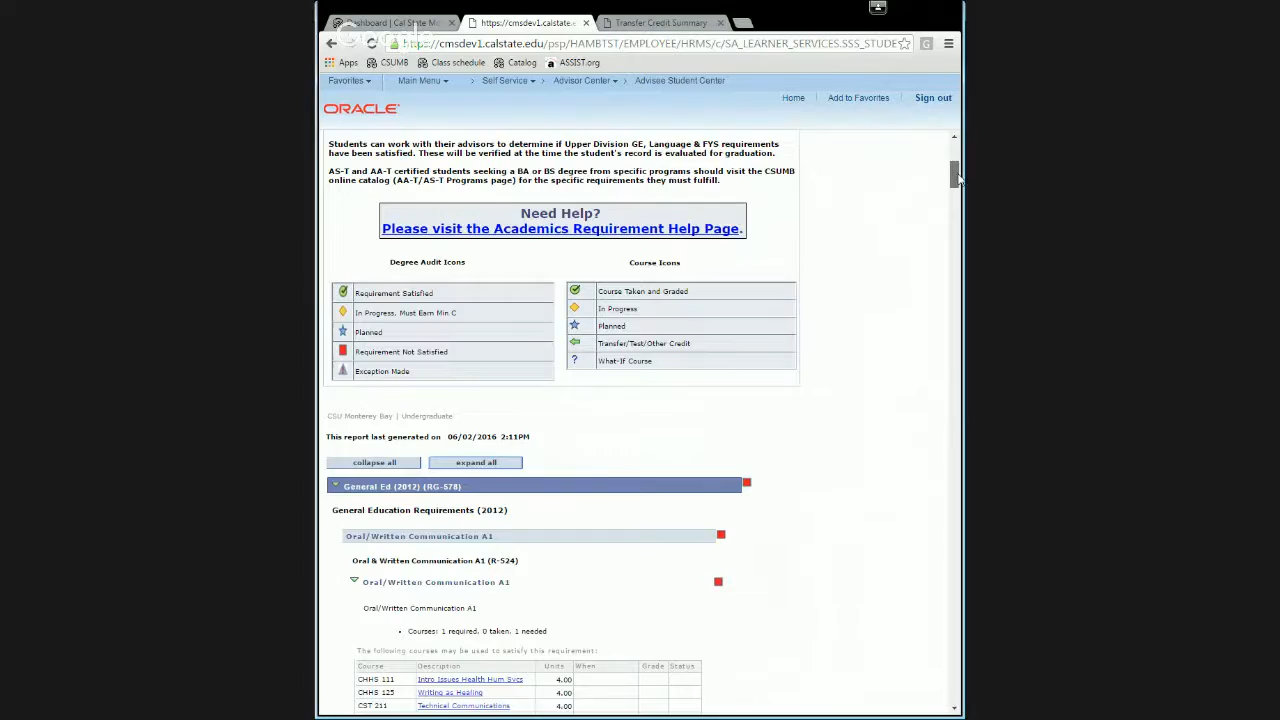 Dashboard | Cal State Mo
https://cmsdev1.calstate.e
Transfer Credit Summary
https://cmsdev1.calstate.edu/psp/HAMBTST/EMPLOYEE/HRMS/c/SA_LEARNER_SERVICES.SSS_STUDE
Google
Apps CSUMB Class schedule Catalog ASSIST.org
Favorites Main Menu > Self Service > Advisor Center > Advisee Student Center
Home Add to Favorites Sign out
ORACLE
Students can work with their advisors to determine if Upper Division GE, Language & FYS requirements
have been satisfied. These will be verified at the time the student's record is evaluated for graduation.
AS-T and AA-T certified students seeking a BA or BS degree from specific programs should visit the CSUMB
online catalog (AA-T/AS-T Programs page) for the specific requirements they must fulfill.
Need Help?
Please visit the Academics Requirement Help Page.
Degree Audit Icons
Requirement Satisfied
In Progress, Must Earn Min C
Planned
Requirement Not Satisfied
Exception Made
Course Icons
Course Taken and Graded
In Progress
Planned
Transfer/Test/Other Credit
? What-If Course
CSU Monterey Bay | Undergraduate
This report last generated on 06/02/2016 2:11PM
collapse all expand all
General Ed (2012) (RG-578)
General Education Requirements (2012)
Oral/Written Communication A1
Oral & Written Communication A1 (R-524)
Oral/Written Communication A1
Oral/Written Communication A1
• Courses: 1 required, 0 taken, 1 needed
The following courses may be used to satisfy this requirement:
Course Description Units When Grade Status
CHHS 111 Intro Issues Health Hum Svcs 4.00
CHHS 125 Writing as Healing 4.00
CST 211 Technical Communications 4.00